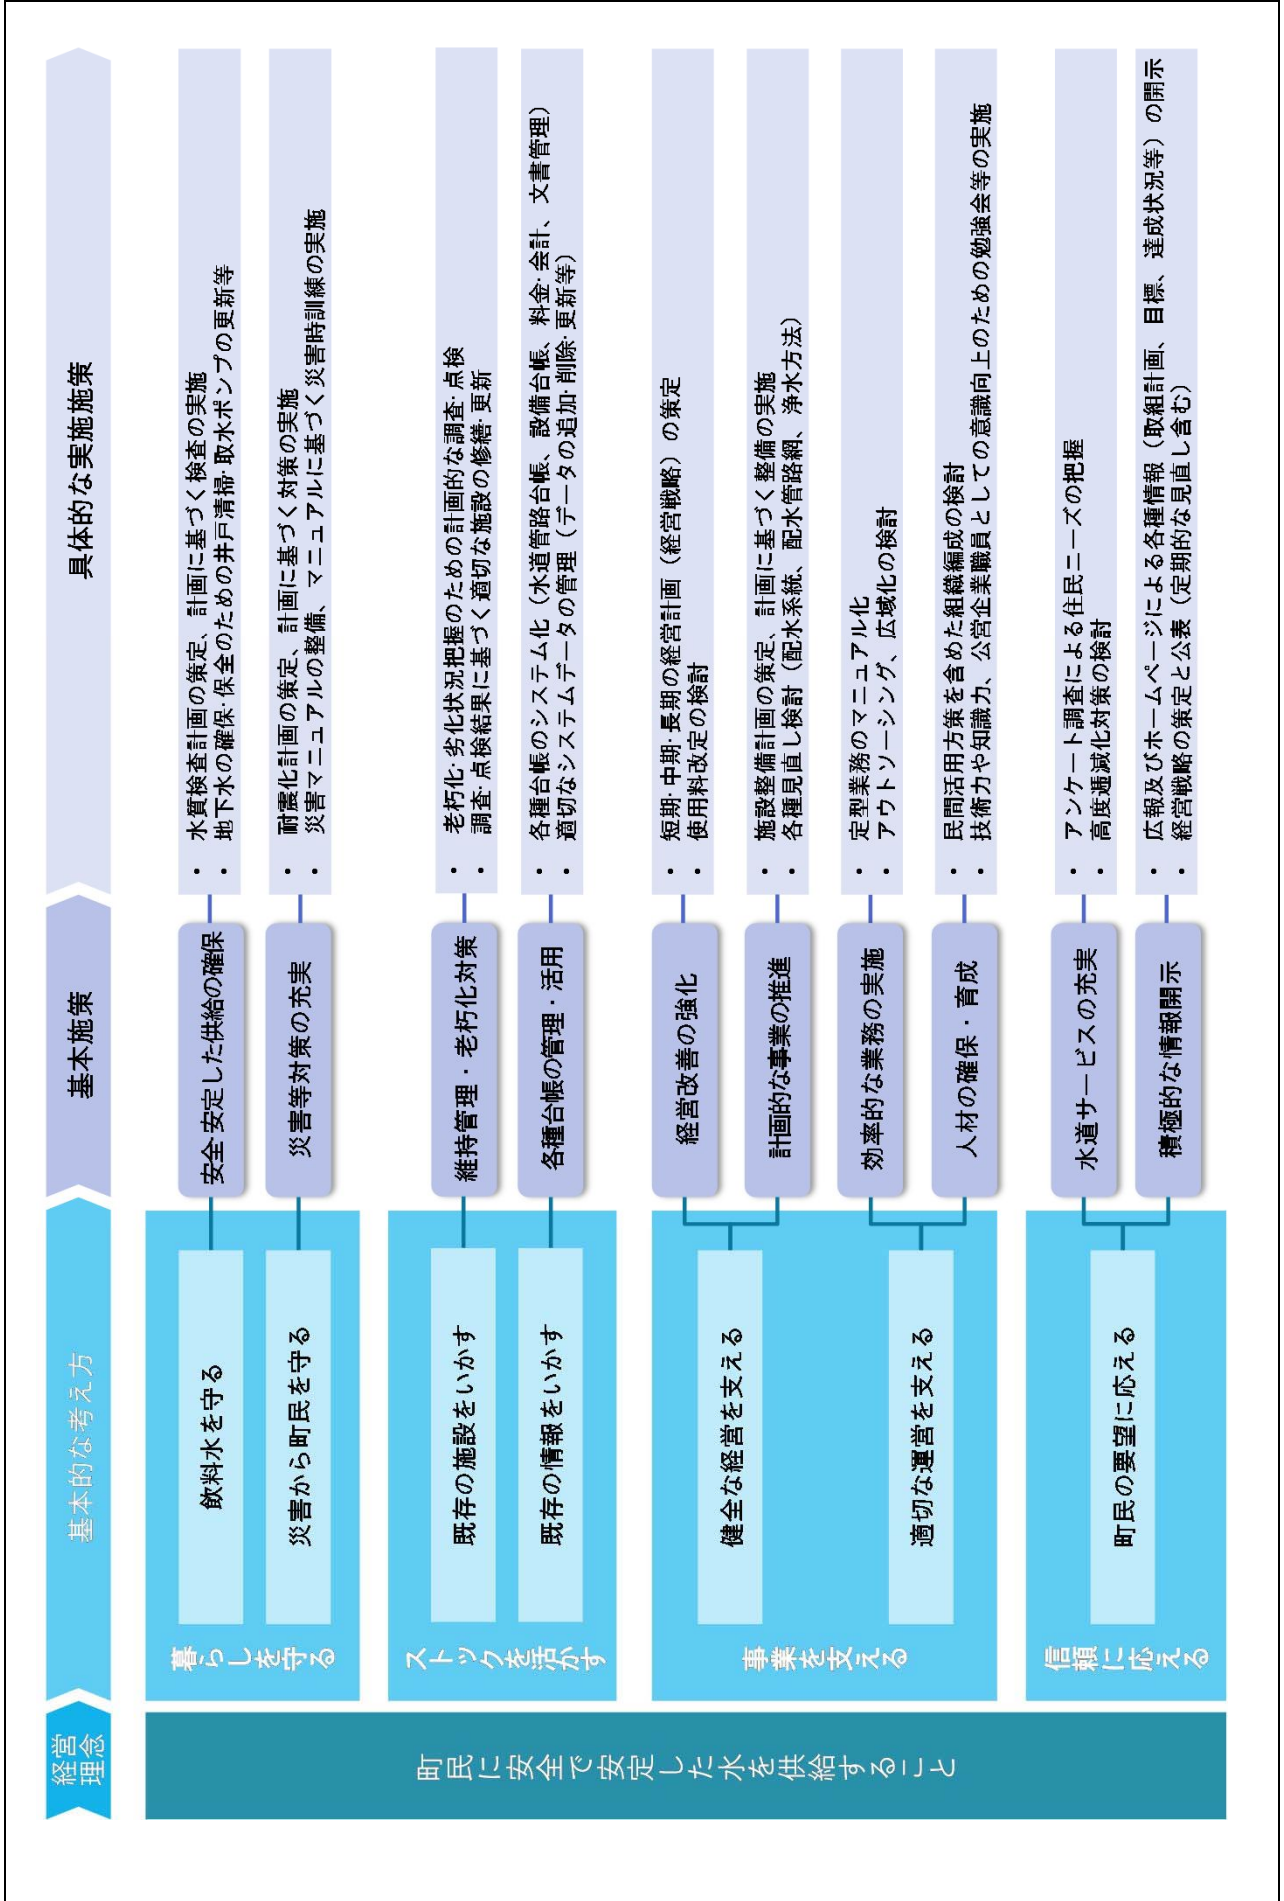 経営
理念
基本的な考え方
基本施策
具体的な実施施策
町民に安全で安定した水を供給すること
暮らしを守る
飲料水を守る
安全・安定した供給の確保
・ 水質検査計画の策定、計画に基づく検査の実施
・ 地下水の確保・保全のための井戸清掃・取水ポンプの更新等
災害から町民を守る
災害等対策の充実
・ 耐震化計画の策定、計画に基づく対策の実施
・ 災害マニュアルの整備、マニュアルに基づく災害時訓練の実施
ストックを活かす
既存の施設をいかす
維持管理・老朽化対策
・ 老朽化・劣化状況把握のための計画的な調査・点検
・ 調査・点検結果に基づく適切な施設の修繕・更新
既存の情報をいかす
各種台帳の管理・活用
・ 各種台帳のシステム化（水道管路台帳、設備台帳、料金・会計、文書管理）
・ 適切なシステムデータの管理（データの追加・削除・更新等）
事業を支える
健全な経営を支える
経営改善の強化
・ 短期・中期・長期の経営計画（経営戦略）の策定
・ 使用料改定の検討
計画的な事業の推進
・ 施設整備計画の策定、計画に基づく整備の実施
・ 各種見直し検討（配水系統、配水管路網、浄水方法）
適切な運営を支える
効率的な業務の実施
・ 定型業務のマニュアル化
・ アウトソーシング、広域化の検討
人材の確保・育成
・ 民間活用方策を含めた組織編成の検討
・ 技術力や知識力、公営企業職員としての意識向上のための勉強会等の実施
信頼に応える
町民の要望に応える
水道サービスの充実
・ アンケート調査による住民ニーズの把握
・ 高度逓減化対策の検討
積極的な情報開示
・ 広報及びホームページによる各種情報（取組計画、目標、達成状況等）の開示
・ 経営戦略の策定と公表（定期的な見直し含む）